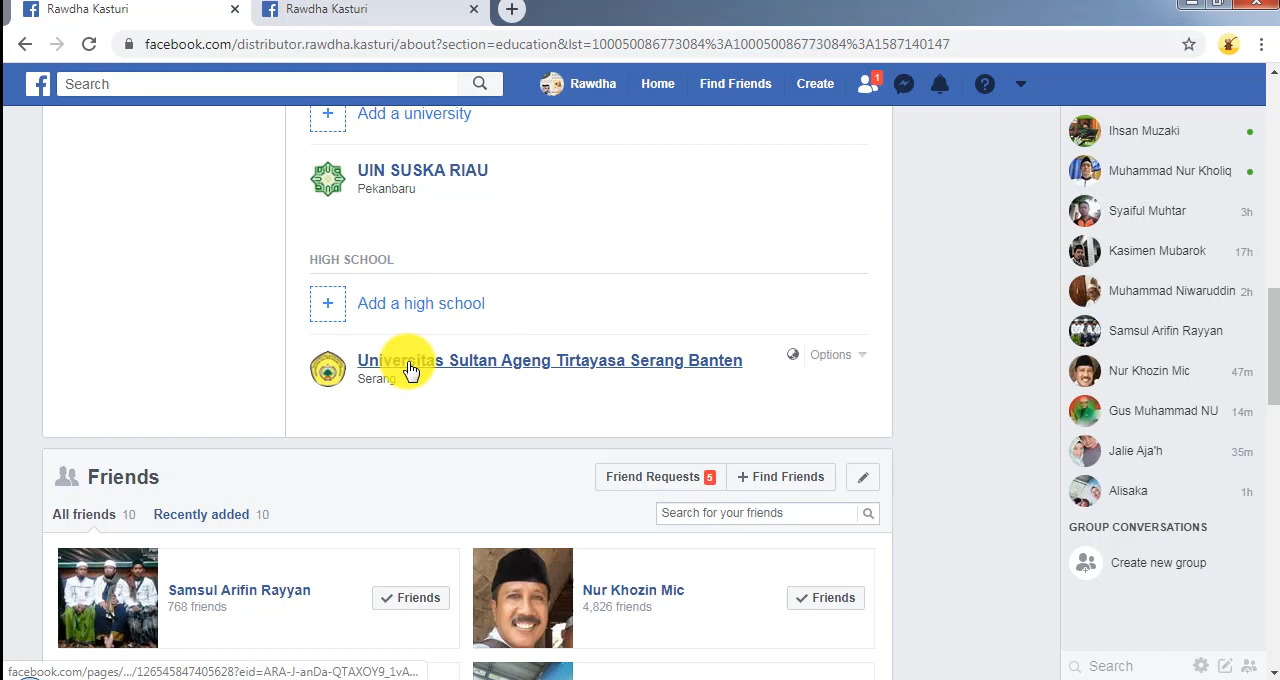 Rawdha Kasturi
Rawdha Kasturi
facebook.com/distributor.rawdha.kasturi/about?section=education&lst=100050086773084%3A100050086773084%3A1587140147
Search
Rawdha
Home
Find Friends
Create
1
Add a university
UIN SUSKA RIAU
Pekanbaru
HIGH SCHOOL
Add a high school
Universitas Sultan Ageng Tirtayasa Serang Banten
Serang
Options
Friends
Friend Requests 5
Find Friends
All friends 10
Recently added 10
Search for your friends
Samsul Arifin Rayyan
768 friends
Friends
Nur Khozin Mic
4,826 friends
Friends
Ihsan Muzaki
Muhammad Nur Kholiq
Syaiful Muhtar 3h
Kasimen Mubarok 17h
Muhammad Niwaruddin 2h
Samsul Arifin Rayyan
Nur Khozin Mic 47m
Gus Muhammad NU 14m
Jalie Aja'h 35m
Alisaka 1h
GROUP CONVERSATIONS
Create new group
Search
facebook.com/pages/.../126545847405628?eid=ARA-J-anDa-QTAXOY9_1vA...